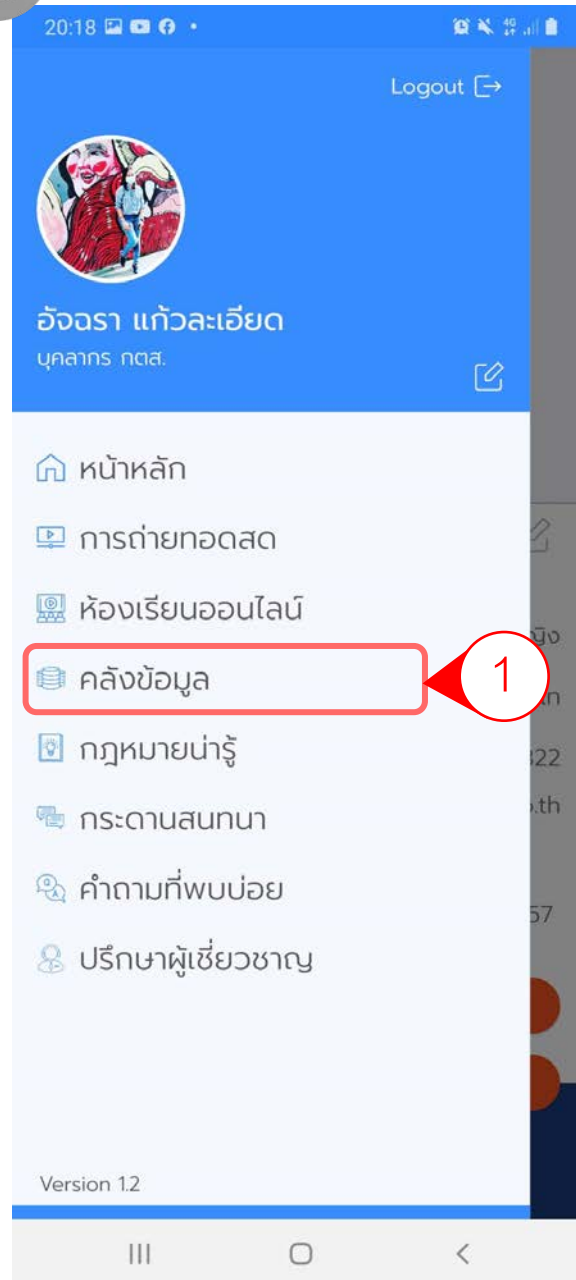 20:18
4G
Logout
อัจฉรา แก้วละเอียด
บุคลากร กตส.
หน้าหลัก
การถ่ายทอดสด
ห้องเรียนออนไลน์
คลังข้อมูล
1
กฎหมายน่ารู้
322
กระดานสนทนา
o.th
คำถามที่พบบ่อย
57
ปรึกษาผู้เชี่ยวชาญ
Version 1.2